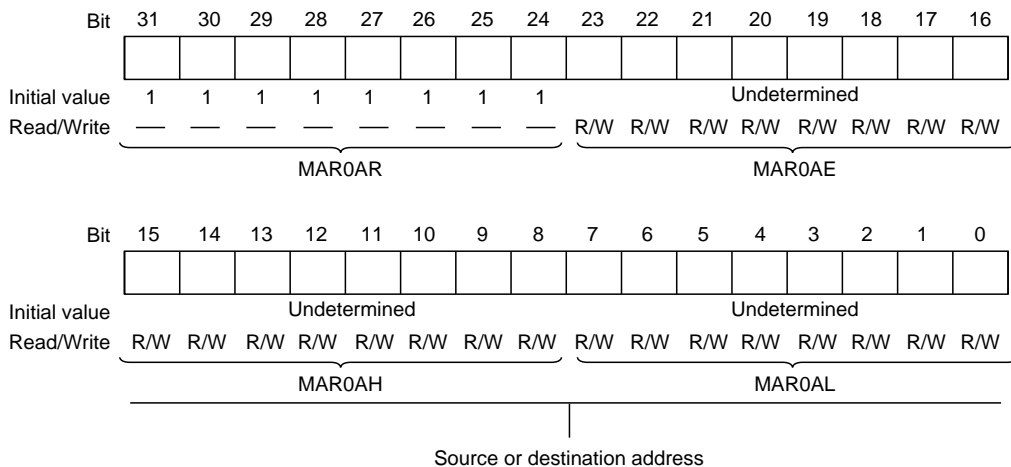 Bit 31 30 29 28 27 26 25 24 23 22 21 20 19 18 17 16
Initial value 1 1 1 1 1 1 1 1 Undetermined
Read/Write — — — — — — — — R/W R/W R/W R/W R/W R/W R/W R/W
MAR0AR MAR0AE
Bit 15 14 13 12 11 10 9 8 7 6 5 4 3 2 1 0
Initial value Undetermined Undetermined
Read/Write R/W R/W R/W R/W R/W R/W R/W R/W R/W R/W R/W R/W R/W R/W R/W R/W
MAR0AH MAR0AL
Source or destination address